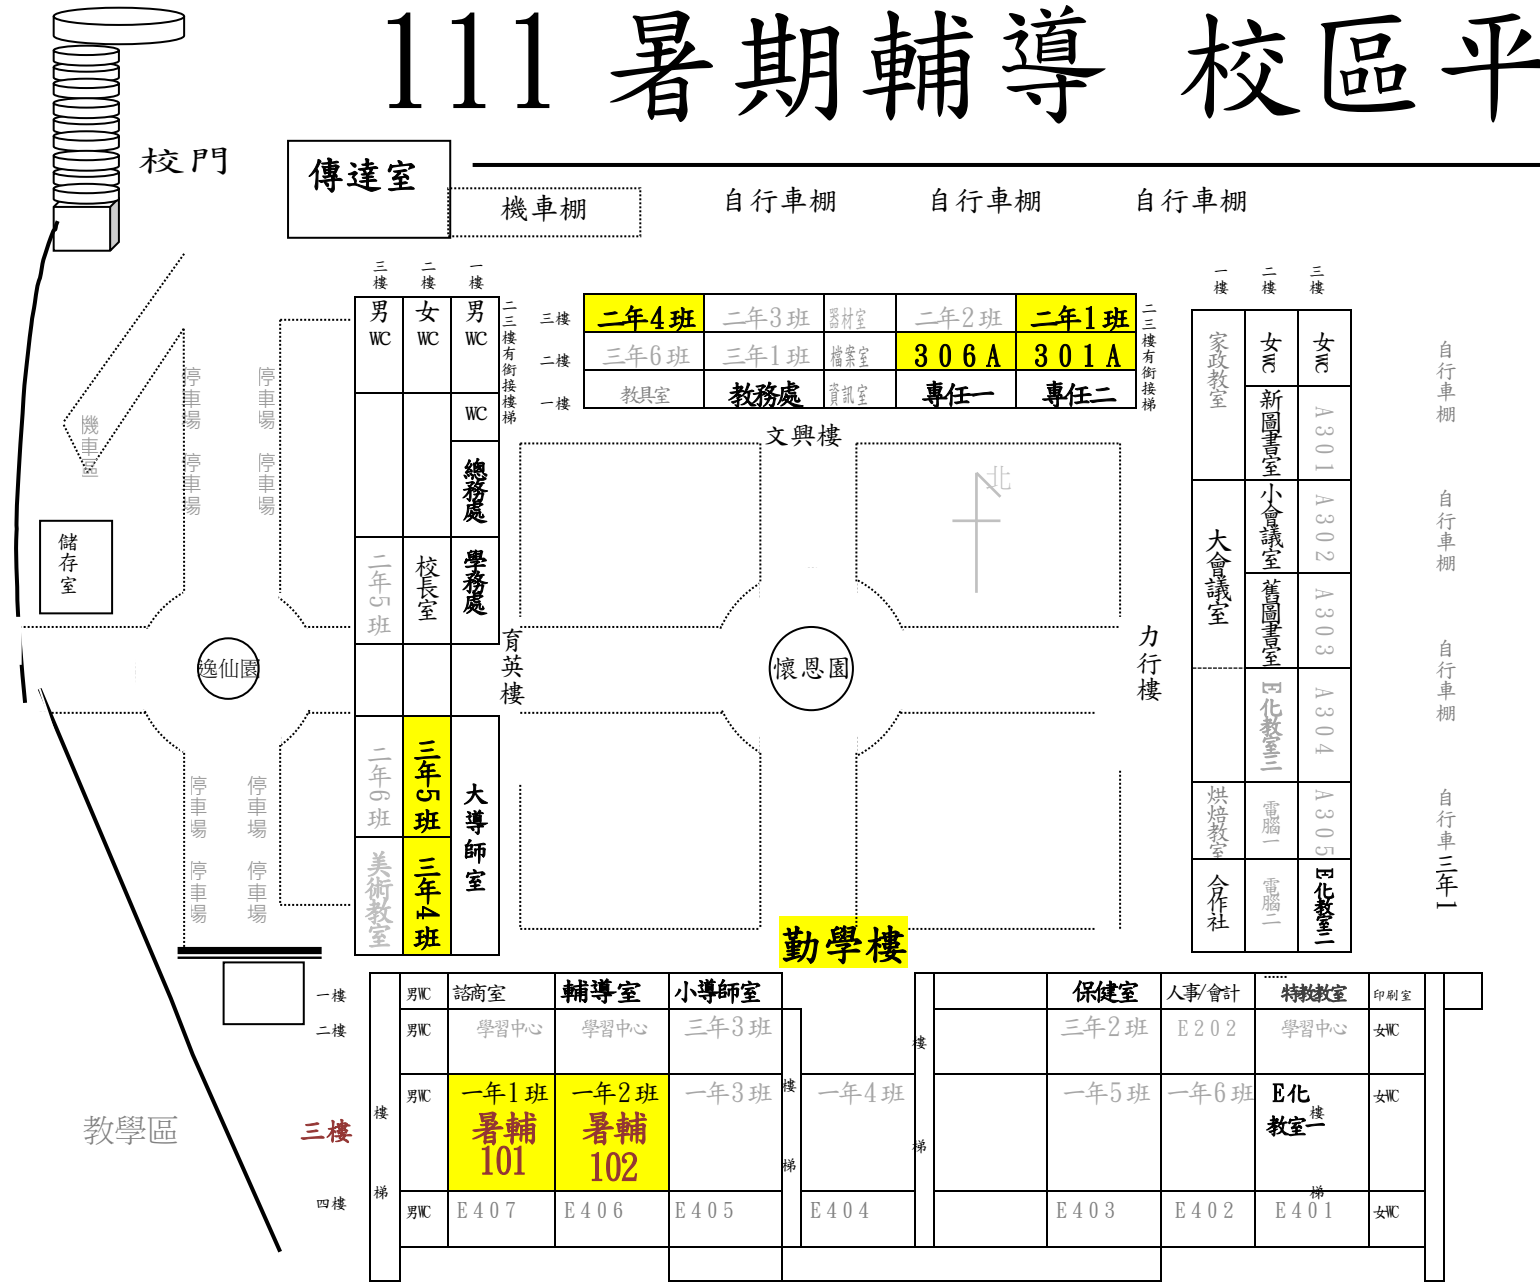 111 暑期輔導 校區平
校門
傳達室
機車棚
自行車棚 自行車棚 自行車棚
三樓 二樓 一樓
男WC 女WC 男WC
WC
總務處
二年5班 校長室 學務處
二年6班 三年5班 大導師室
美術教室 三年4班
育英樓
二三樓有銜接樓梯
三樓 二年4班 二年3班 器材室 二年2班 二年1班
二樓 三年6班 三年1班 檔案室 306A 301A
一樓 教具室 教務處 資訊室 專任一 專任二
二三樓有銜接樓梯
文興樓
北
懷恩園
力行樓
一樓 二樓 三樓
家政教室 女WC 女WC
新圖書室 A301
大會議室 小會議室 A302
舊圖書室 A303
E化教室三 A304
烘焙教室 電腦一 A305
合作社 電腦二 E化教室二
自行車棚
自行車棚
自行車棚
自行車三年1
機車區
停車場 停車場
停車場 停車場
儲存室
逸仙園
停車場 停車場
停車場 停車場
勤學樓
一樓 男WC 諮商室 輔導室 小導師室 保健室 人事/會計 特教教室 印刷室
二樓 男WC 學習中心 學習中心 三年3班 三年2班 E202 學習中心 女WC
三樓 男WC 一年1班 一年2班 一年3班 一年4班 一年5班 一年6班 E化教室一 女WC
暑輔101 暑輔102
四樓 男WC E407 E406 E405 E404 E403 E402 E401 女WC
樓梯 樓梯 樓梯 樓梯
教學區